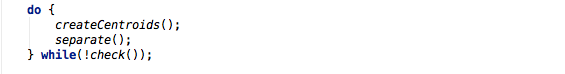 do {
    createCentroids();
    separate();
} while(!check());